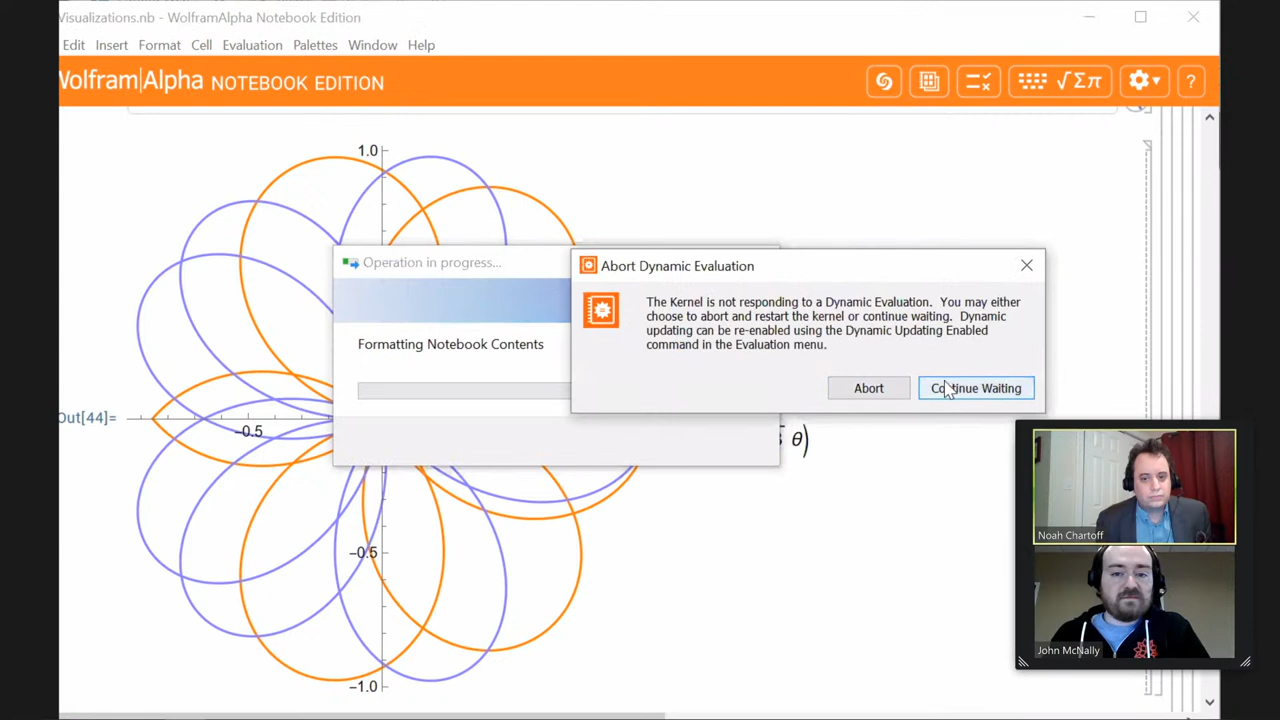 Visualizations.nb - WolframAlpha Notebook Edition
Edit Insert Format Cell Evaluation Palettes Window Help
Wolfram|Alpha NOTEBOOK EDITION
√Σπ
?
1.0
Operation in progress...
Formatting Notebook Contents
Abort Dynamic Evaluation
The Kernel is not responding to a Dynamic Evaluation. You may either
choose to abort and restart the kernel or continue waiting. Dynamic
updating can be re-enabled using the Dynamic Updating Enabled
command in the Evaluation menu.
Abort
Continue Waiting
Out[44]=
-0.5
θ)
-0.5
-1.0
Noah Chartoff
John McNally